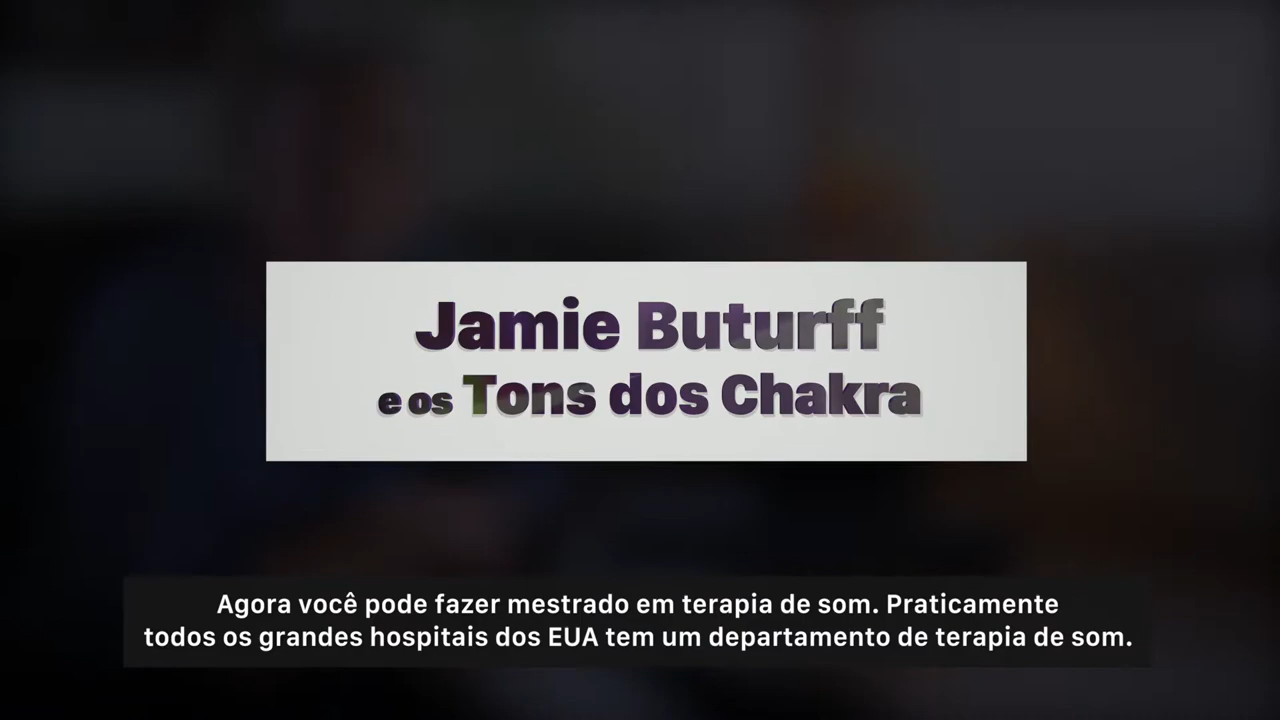 Jamie Buturff
e os Tons dos Chakra
Agora você pode fazer mestrado em terapia de som. Praticamente
todos os grandes hospitais dos EUA tem um departamento de terapia de som.